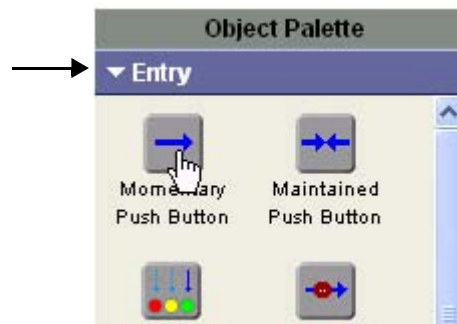 Object Palette
Entry
Momentary Maintained
Push Button Push Button